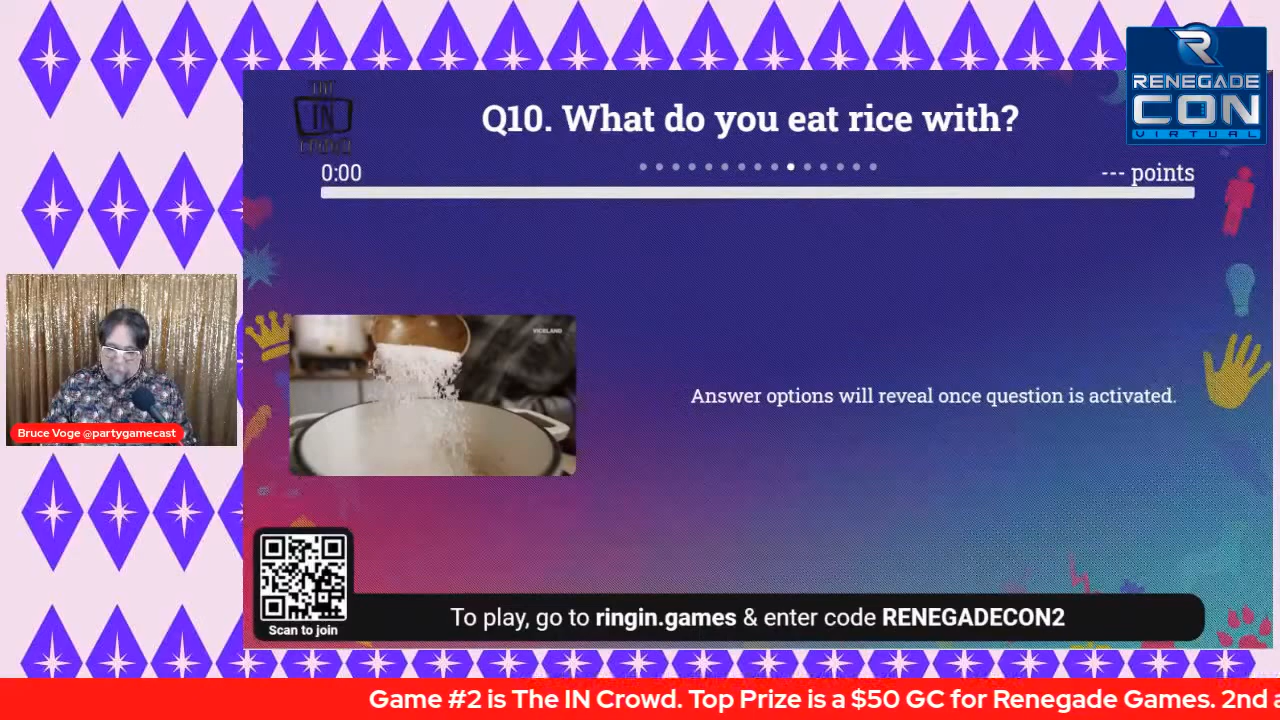 RENEGADE
CON
VIRTUAL
THE
IN
CROWD
Q10. What do you eat rice with?
0:00
--- points
VICELAND
Answer options will reveal once question is activated.
Bruce Voge @partygamecast
Scan to join
To play, go to ringin.games & enter code RENEGADECON2
Game #2 is The IN Crowd. Top Prize is a $50 GC for Renegade Games. 2nd a